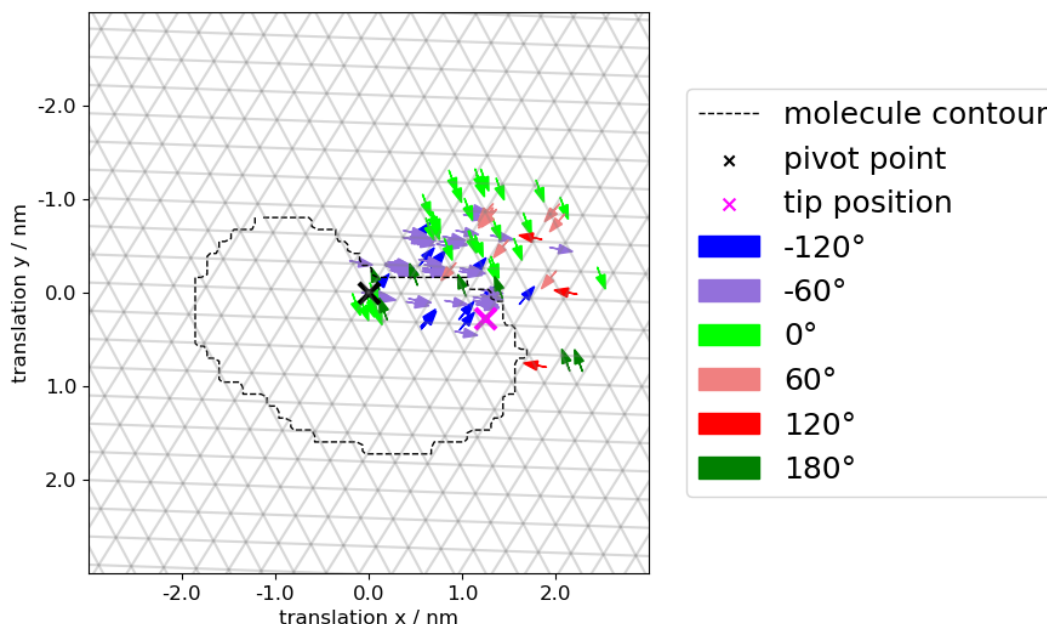 -2.0
-1.0
0.0
1.0
2.0
translation y / nm
-2.0 -1.0 0.0 1.0 2.0
translation x / nm
molecule contour
pivot point
tip position
-120°
-60°
0°
60°
120°
180°